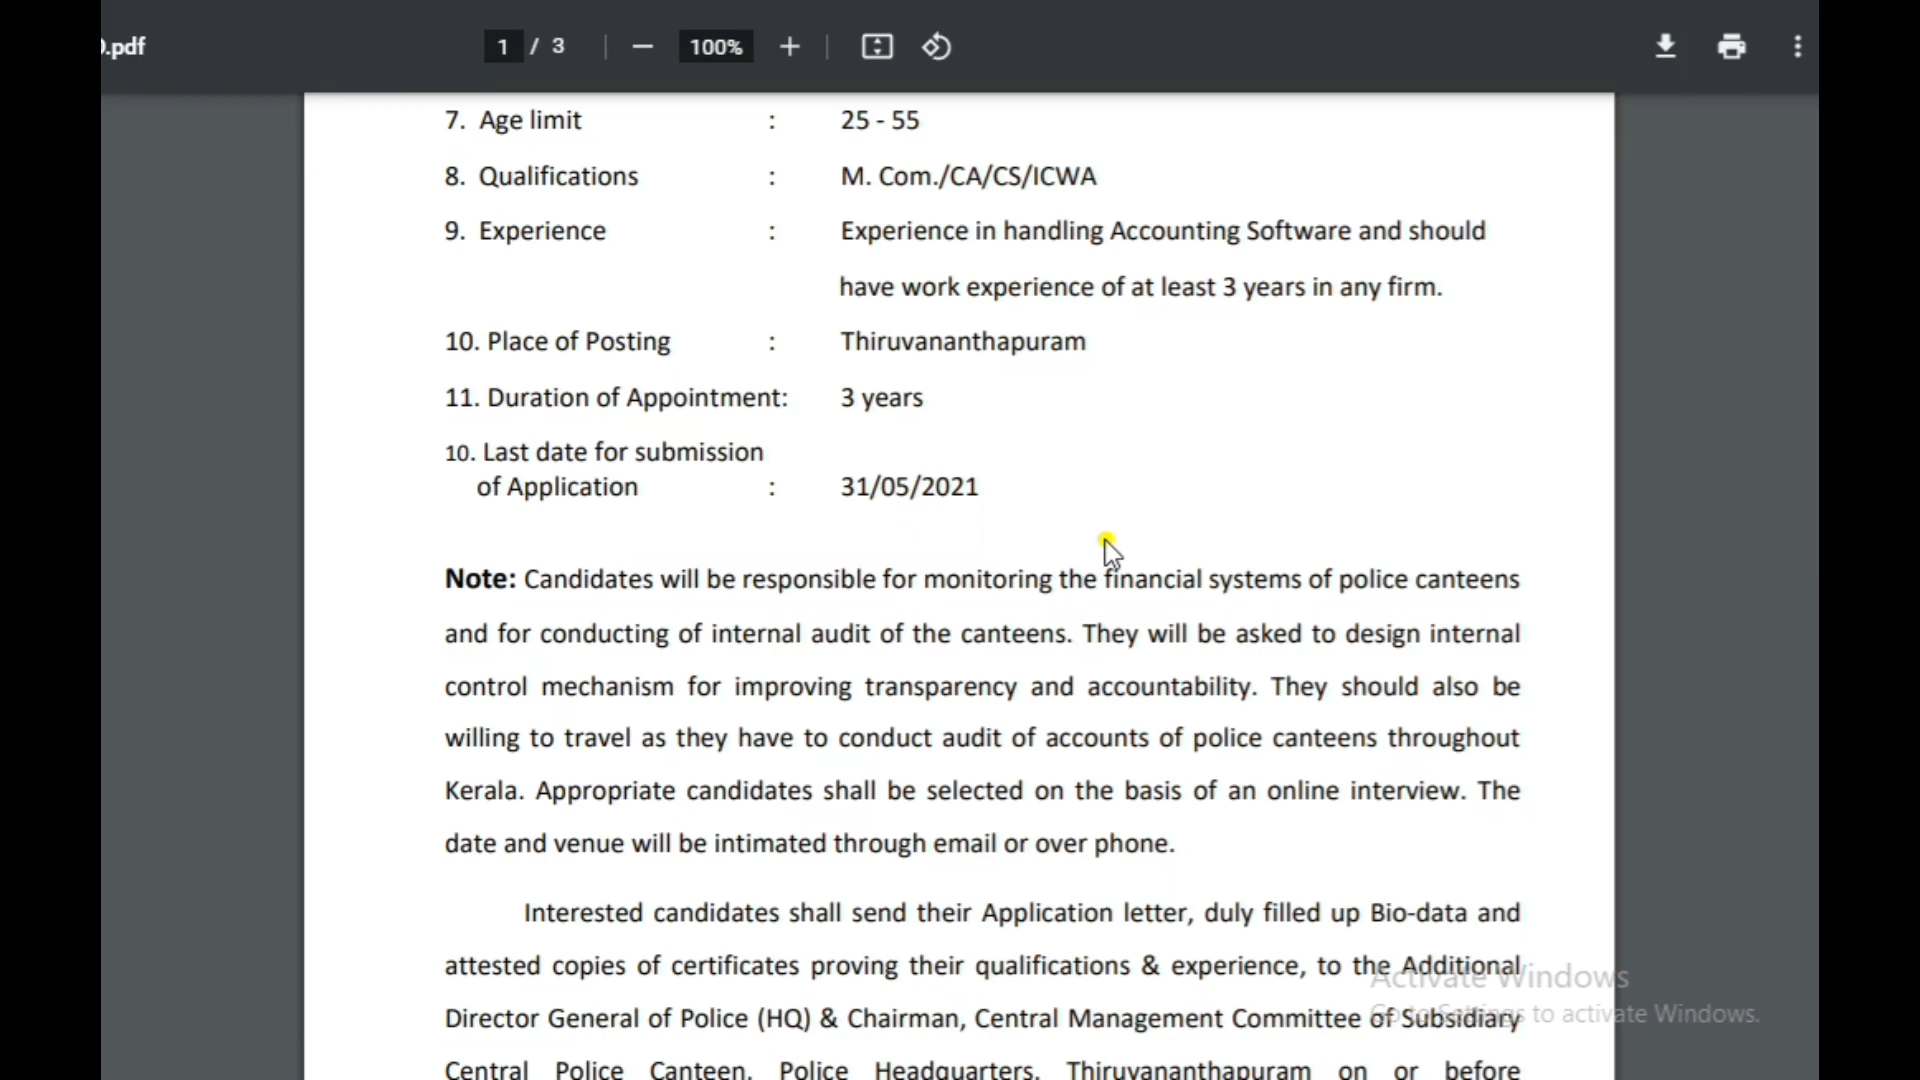 .pdf
1 / 3
100%
7. Age limit : 25 - 55
8. Qualifications : M. Com./CA/CS/ICWA
9. Experience : Experience in handling Accounting Software and should
have work experience of at least 3 years in any firm.
10. Place of Posting : Thiruvananthapuram
11. Duration of Appointment: 3 years
10. Last date for submission
of Application : 31/05/2021
Note: Candidates will be responsible for monitoring the financial systems of police canteens
and for conducting of internal audit of the canteens. They will be asked to design internal
control mechanism for improving transparency and accountability. They should also be
willing to travel as they have to conduct audit of accounts of police canteens throughout
Kerala. Appropriate candidates shall be selected on the basis of an online interview. The
date and venue will be intimated through email or over phone.
Interested candidates shall send their Application letter, duly filled up Bio-data and
attested copies of certificates proving their qualifications & experience, to the Additional
Director General of Police (HQ) & Chairman, Central Management Committee of Subsidiary
Central Police Canteen, Police Headquarters, Thiruvananthapuram on or before
Activate Windows
Go to Settings to activate Windows.